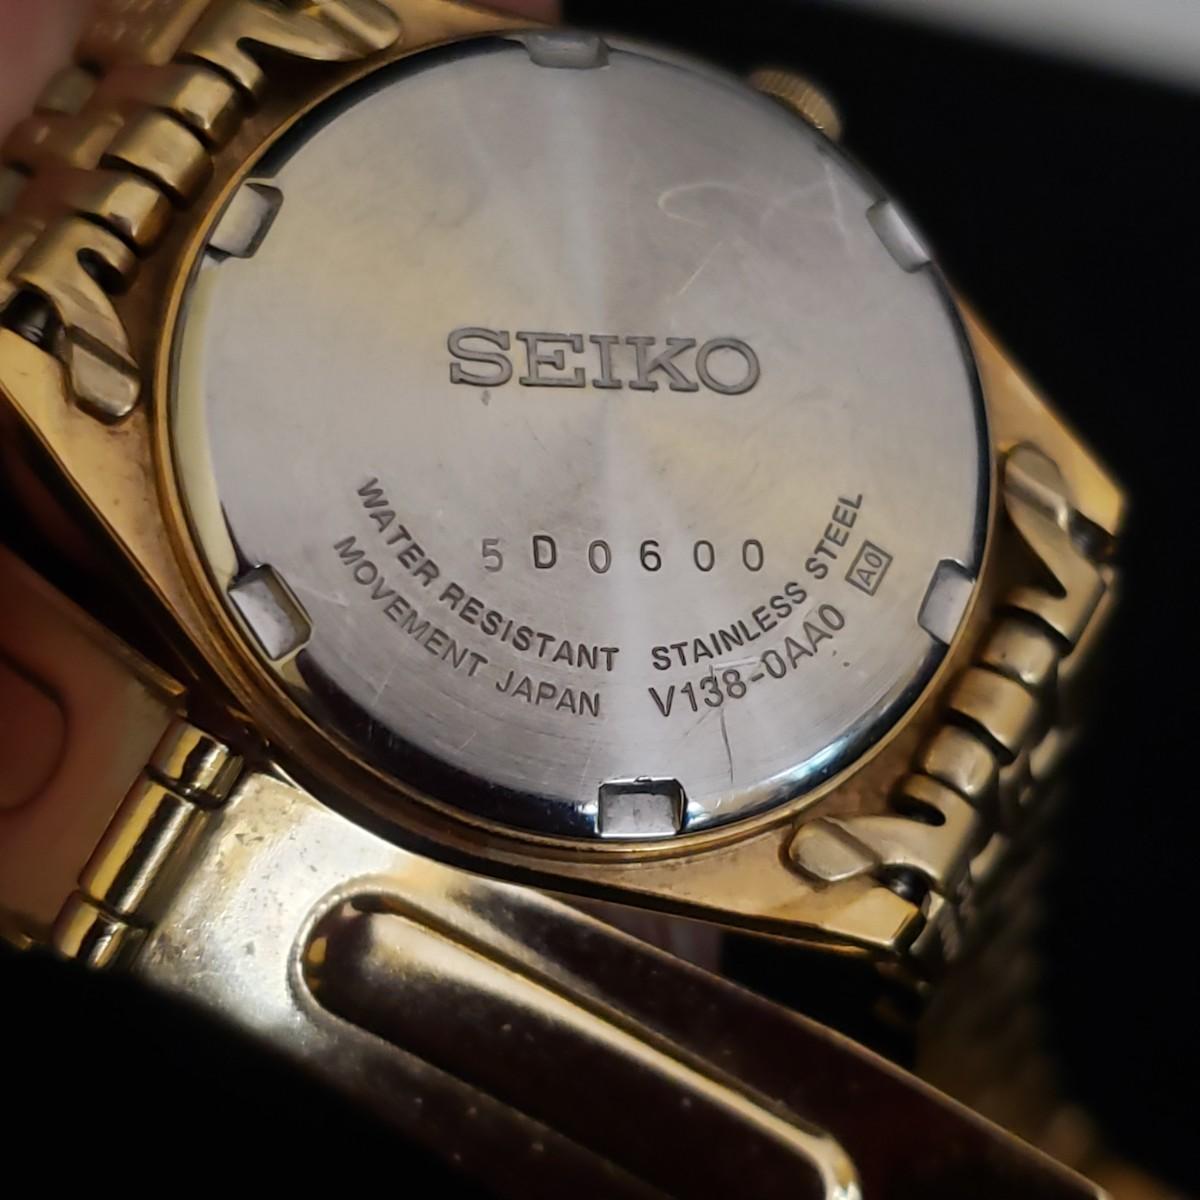 SEIKO
5D0600
WATER RESISTANT STAINLESS STEEL
MOVEMENT JAPAN V138-0AA0 A0